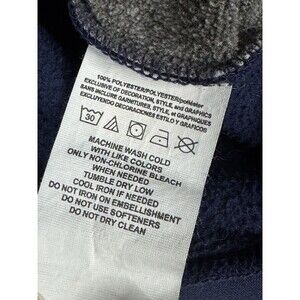 100% POLYESTER/POLYESTER/poliéster
EXCLUSIVE OF DECORATION, STYLE, and GRAPHICS
SANS INCLURE GARNITURES, STYLE, et GRAPHIQUES
EXCLUYENDO DECORACIONES ESTILO Y GRAFICOS
30
MACHINE WASH COLD
WITH LIKE COLORS
ONLY NON-CHLORINE BLEACH
WHEN NEEDED
TUMBLE DRY LOW
COOL IRON IF NEEDED
DO NOT IRON ON EMBELLISHMENT
DO NOT USE SOFTENERS
DO NOT DRY CLEAN